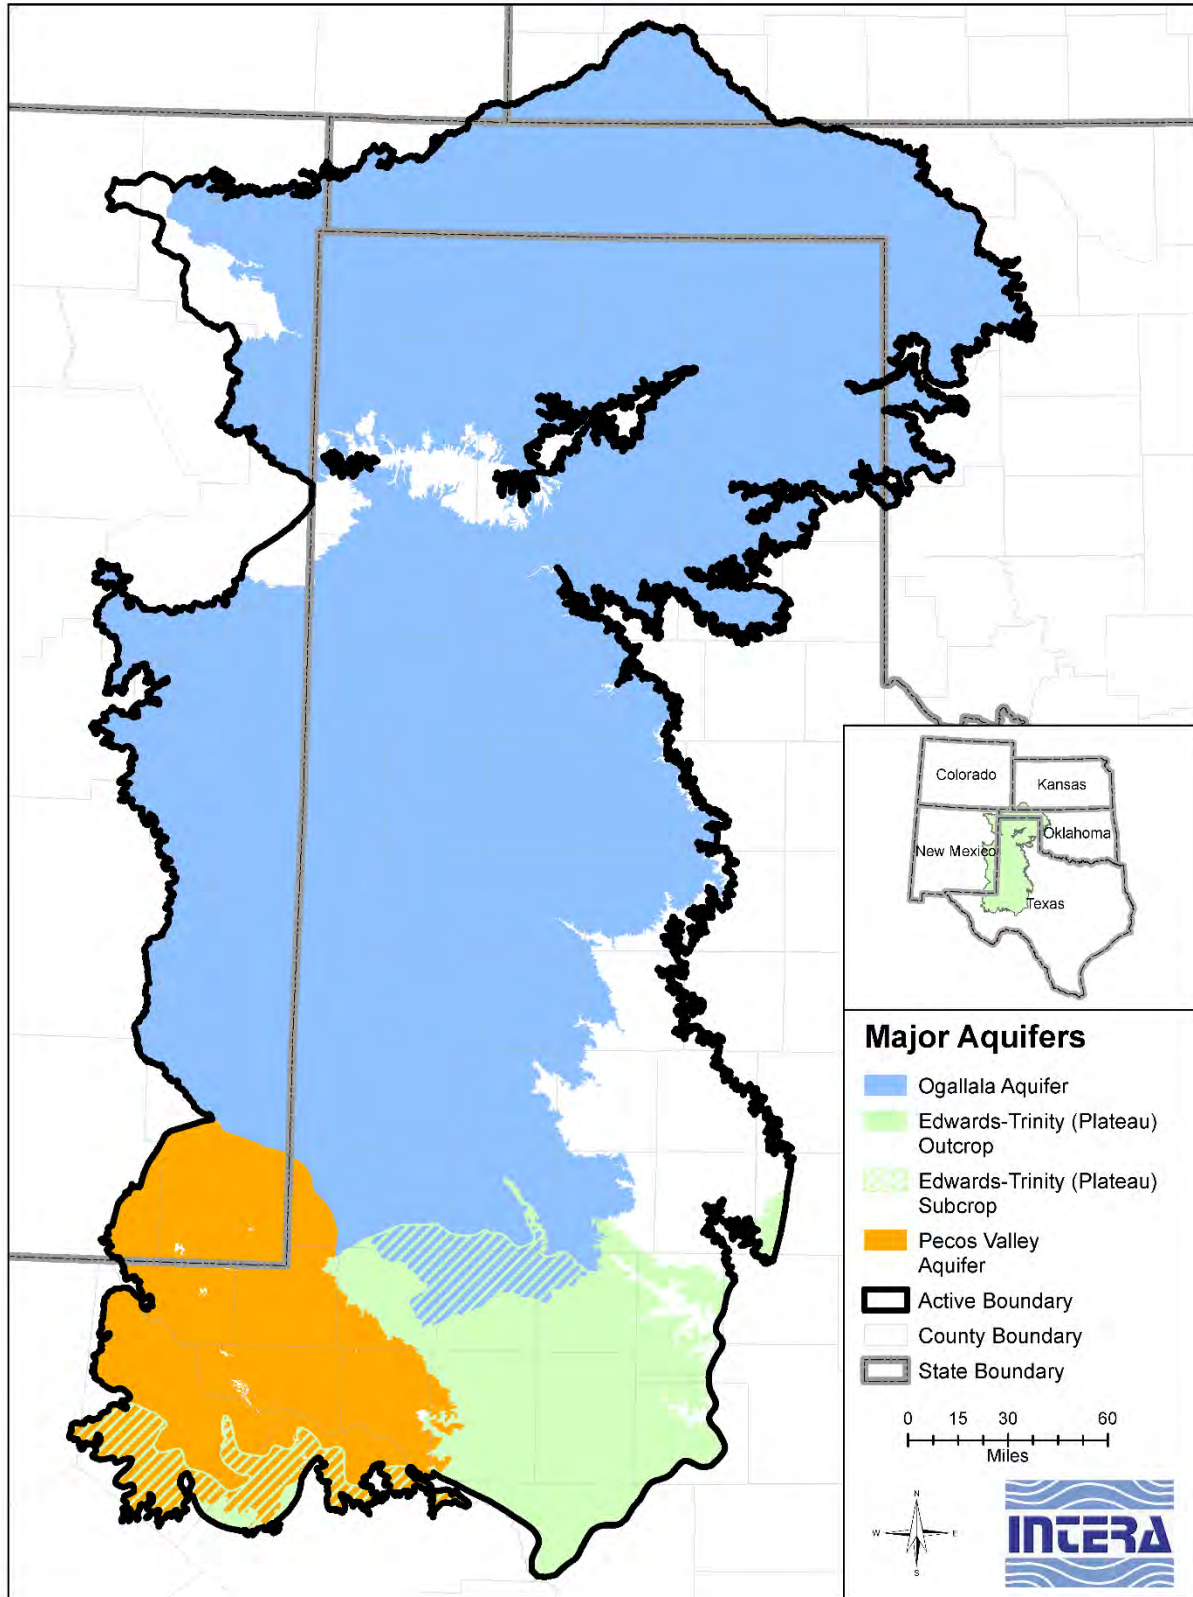 Colorado
Kansas
New Mexico
Oklahoma
Texas
Major Aquifers
Ogallala Aquifer
Edwards-Trinity (Plateau)
Outcrop
Edwards-Trinity (Plateau)
Subcrop
Pecos Valley
Aquifer
Active Boundary
County Boundary
State Boundary
0 15 30 60
Miles
N
W E
S
INTERA